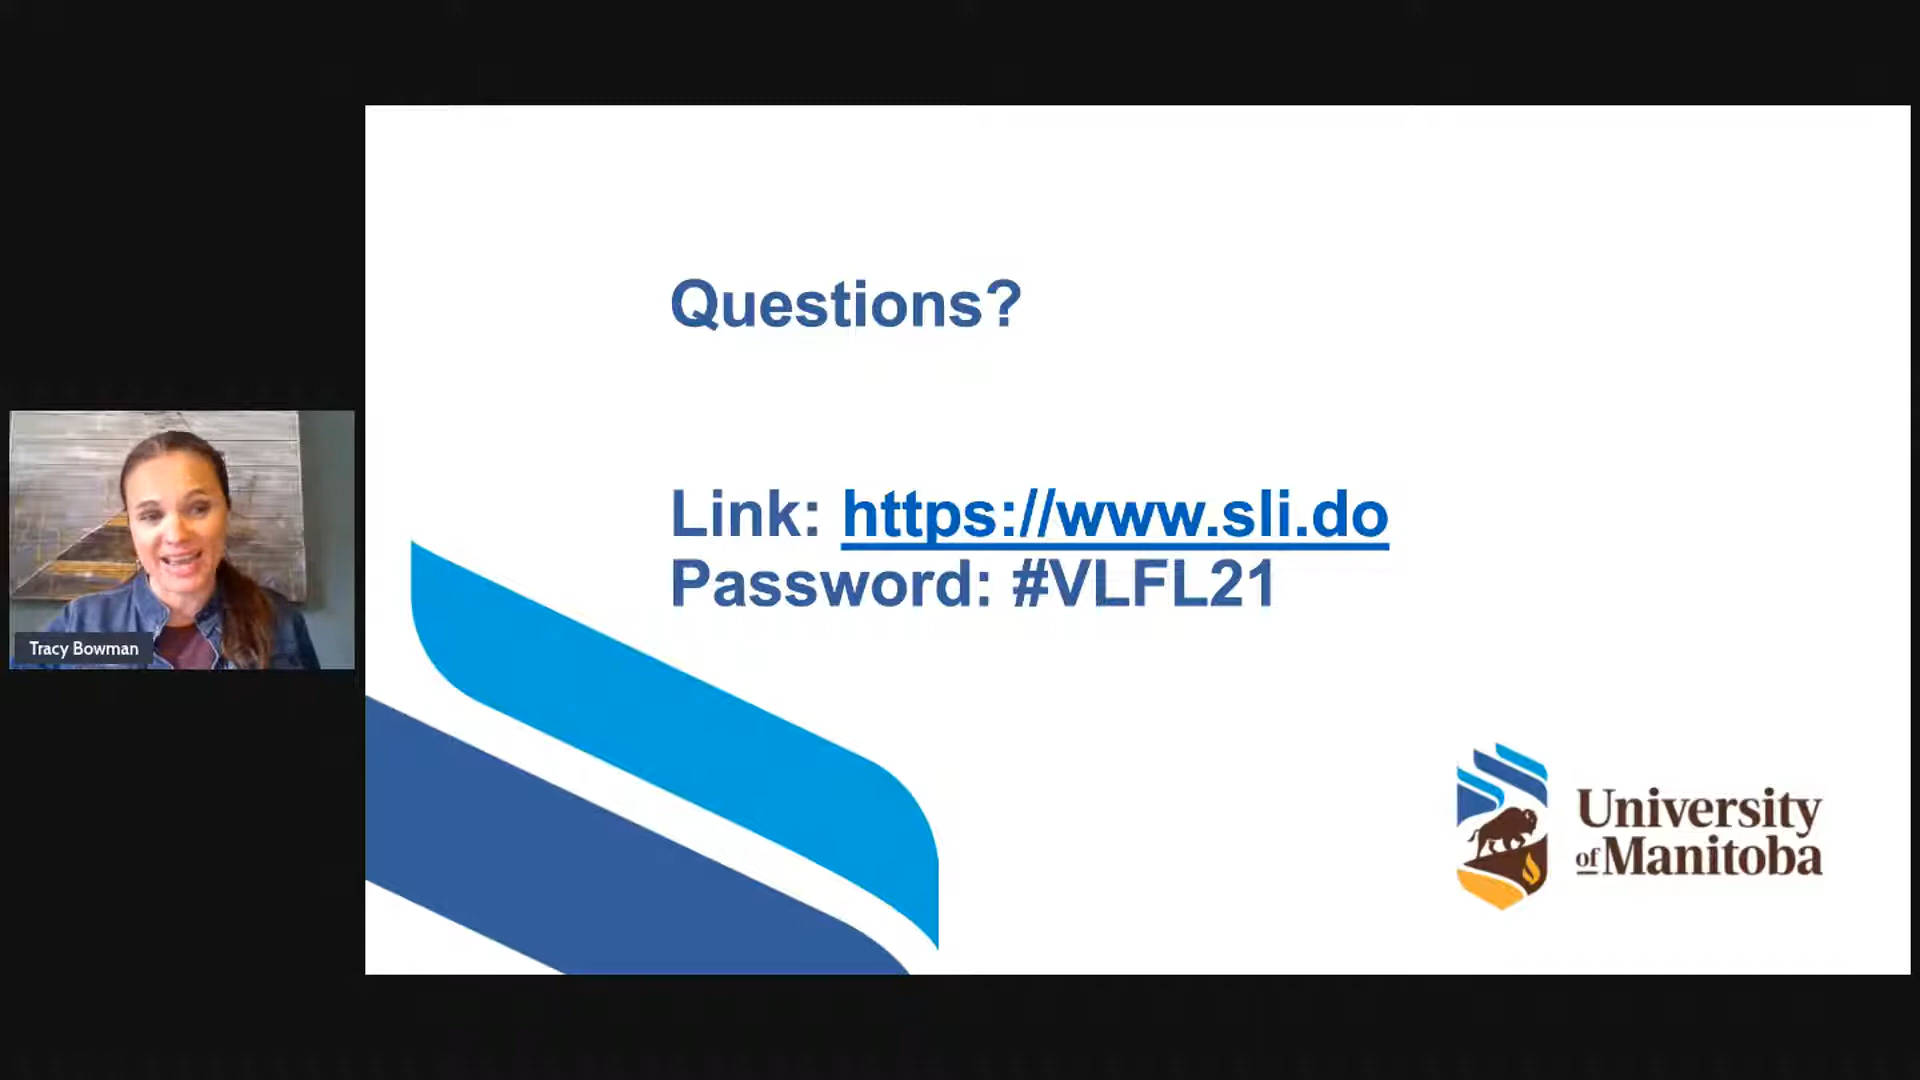 Questions?
Link: https://www.sli.do
Password: #VLFL21
Tracy Bowman
University
of Manitoba